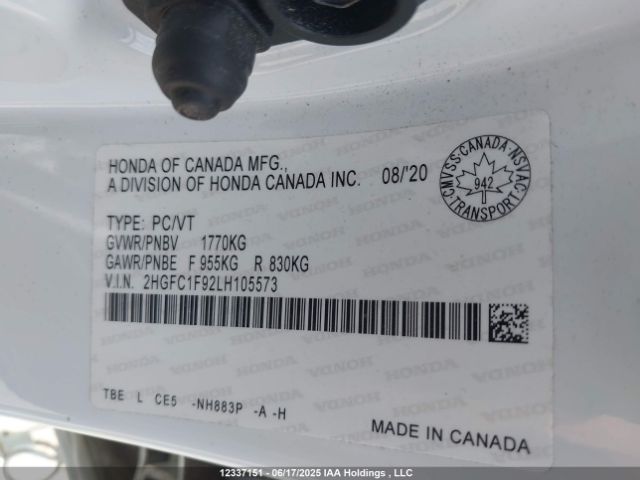 HONDA OF CANADA MFG.,
A DIVISION OF HONDA CANADA INC. 08/'20
CMVSS·CANADA·NSVAC
942
TRANSPORT
TYPE: PC/VT
GVWR/PNBV 1770KG
GAWR/PNBE F 955KG R 830KG
V.I.N. 2HGFC1F92LH105573
TBE L CE5 -NH883P -A -H
MADE IN CANADA
12337151 - 06/17/2025 IAA Holdings , LLC